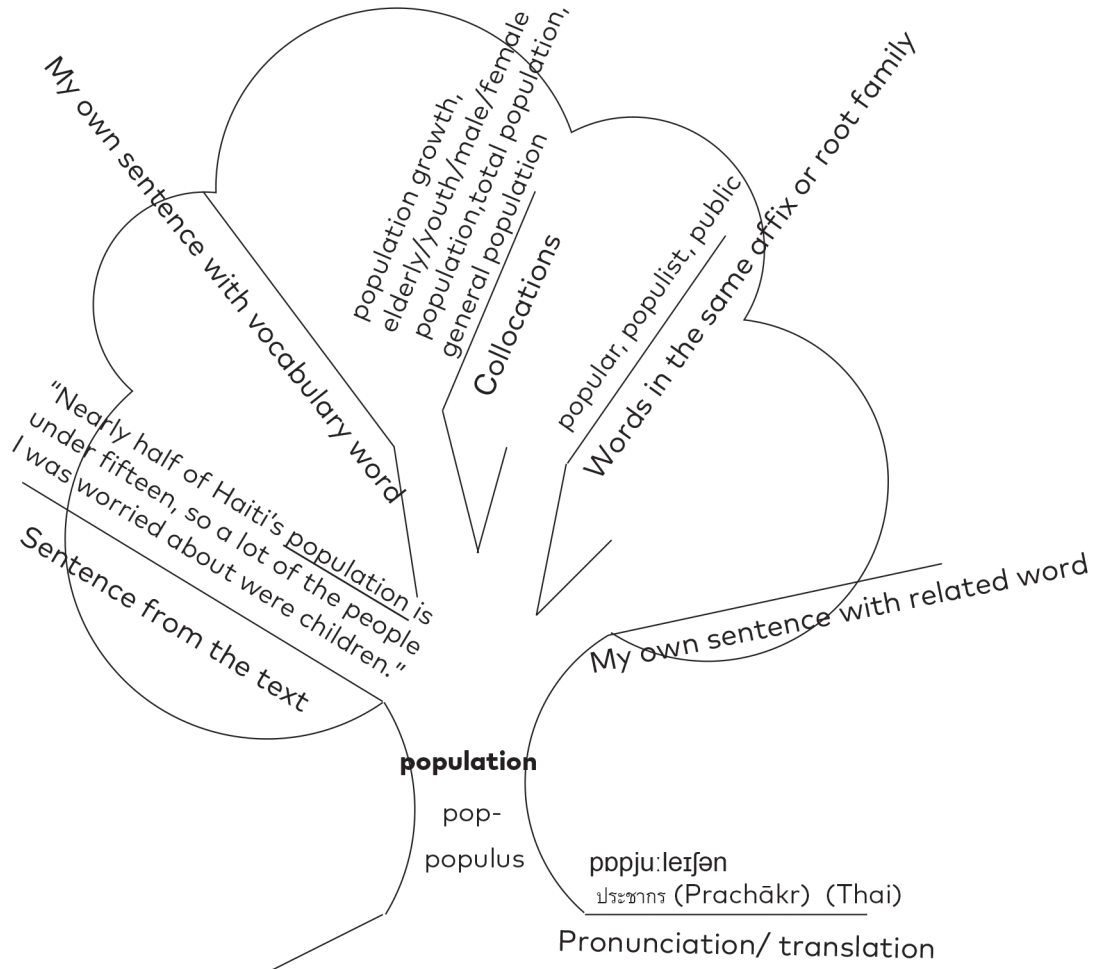 My own sentence with vocabulary word
population growth,
elderly/youth/male/female
population,total population,
general population
Collocations
popular, populist, public
Words in the same affix or root family
"Nearly half of Haiti's population is
under fifteen, so a lot of the people
I was worried about were children."
Sentence from the text
My own sentence with related word
population
pop-
populus
pɒpjuːleɪʃən
ประชากร (Prachākr) (Thai)
Pronunciation/ translation